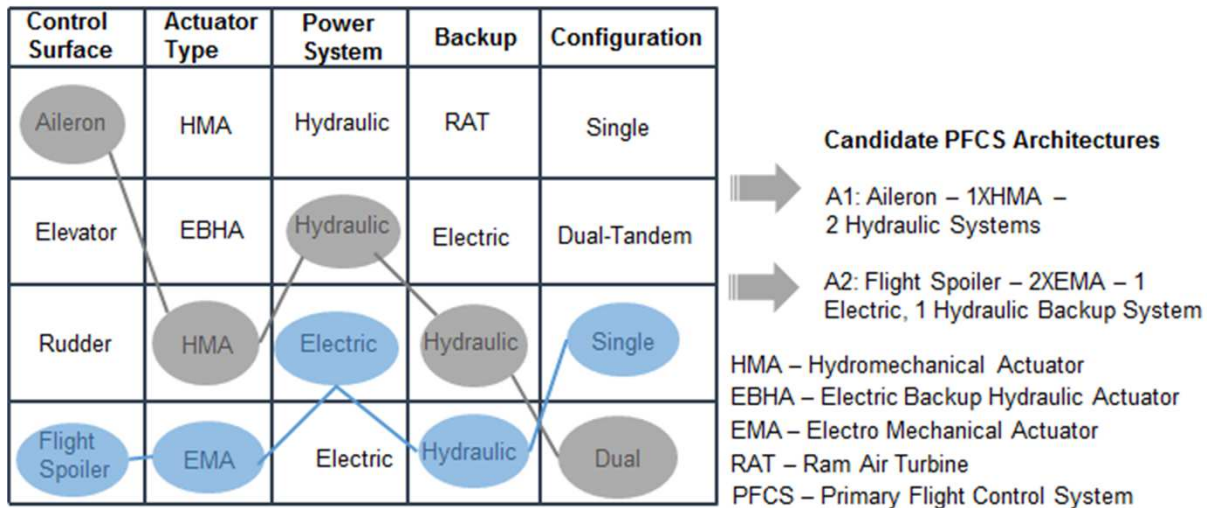 Control
Surface
Actuator
Type
Power
System
Backup
Configuration
Aileron
HMA
Hydraulic
RAT
Single
Elevator
EBHA
Hydraulic
Electric
Dual-Tandem
Rudder
HMA
Electric
Hydraulic
Single
Flight
Spoiler
EMA
Electric
Hydraulic
Dual
Candidate PFCS Architectures
A1: Aileron – 1XHMA –
2 Hydraulic Systems
A2: Flight Spoiler – 2XEMA – 1
Electric, 1 Hydraulic Backup System
HMA – Hydromechanical Actuator
EBHA – Electric Backup Hydraulic Actuator
EMA – Electro Mechanical Actuator
RAT – Ram Air Turbine
PFCS – Primary Flight Control System